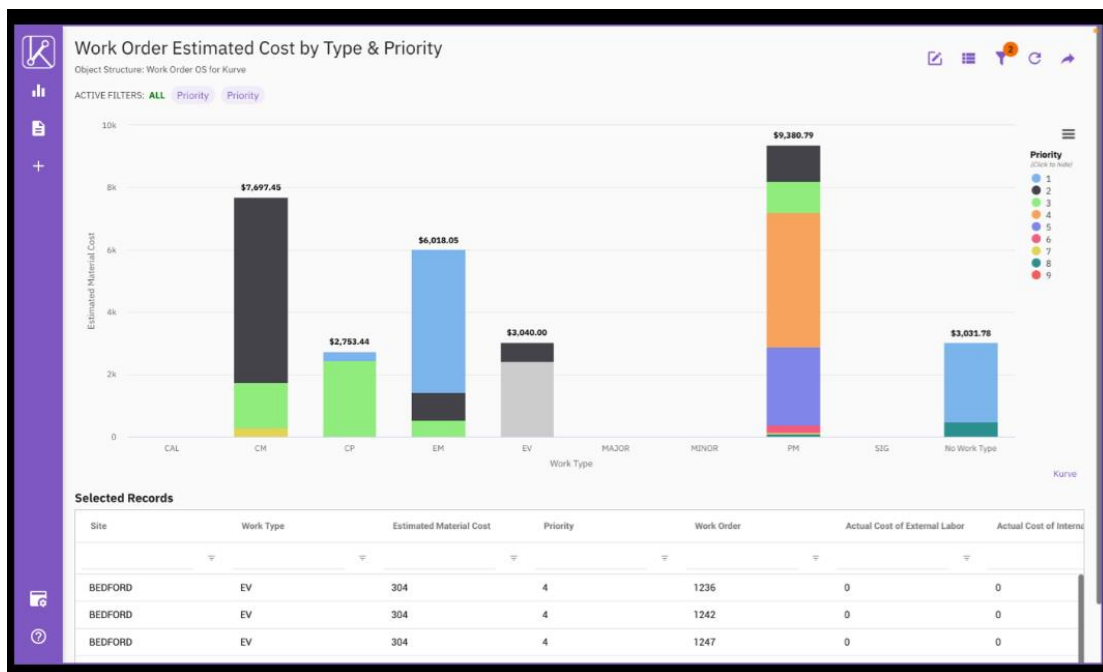 Work Order Estimated Cost by Type & Priority
Object Structure: Work Order OS for Kurve
ACTIVE FILTERS: ALL Priority Priority
2
10k
8k
6k
4k
2k
0
Estimated Material Cost
$7,697.45
$2,753.44
$6,018.05
$3,040.00
$9,380.79
$3,031.78
CAL CM CP EM EV MAJOR MINOR PM SIG No Work Type
Work Type
Priority
(Click to hide)
1
2
3
4
5
6
7
8
9
Kurve
Selected Records
Site Work Type Estimated Material Cost Priority Work Order Actual Cost of External Labor Actual Cost of Interna
BEDFORD EV 304 4 1236 0 0
BEDFORD EV 304 4 1242 0 0
BEDFORD EV 304 4 1247 0 0